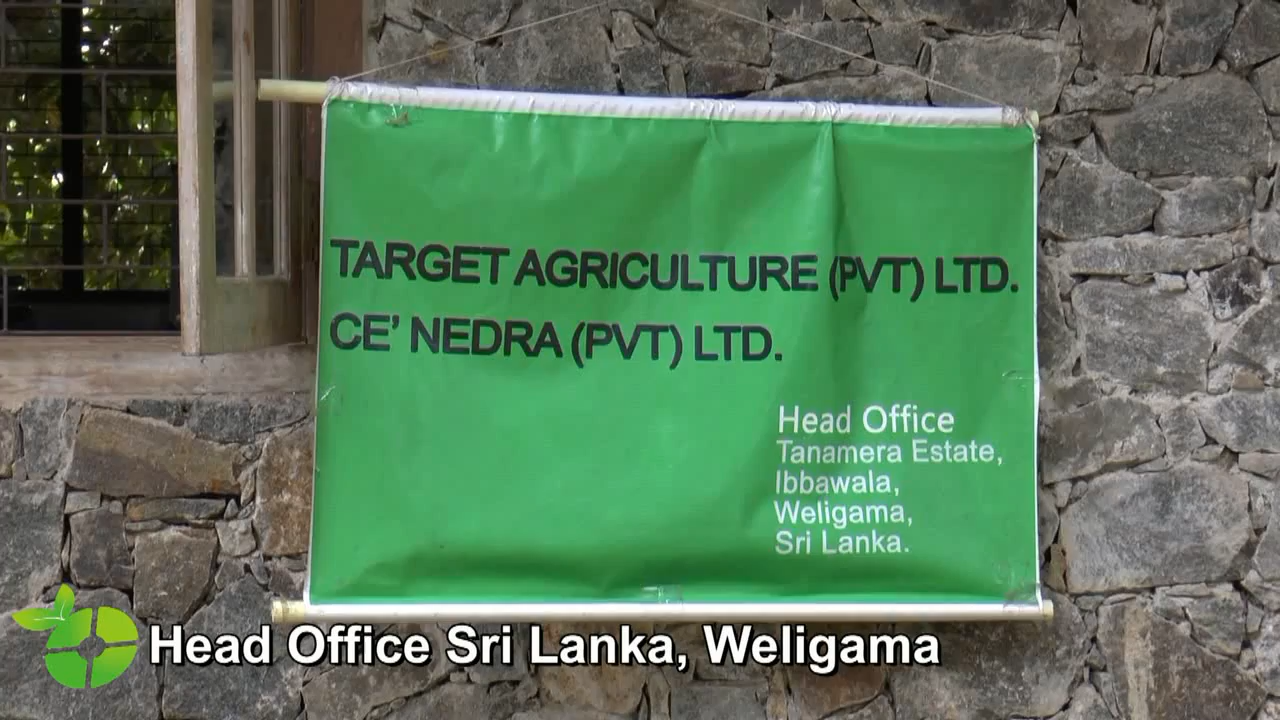 TARGET AGRICULTURE (PVT) LTD.
CE' NEDRA (PVT) LTD.
Head Office
Tanamera Estate,
Ibbawala,
Weligama,
Sri Lanka.
Head Office Sri Lanka, Weligama